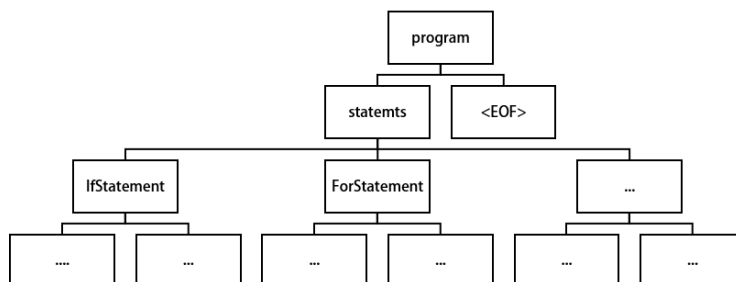 program
statemts
<EOF>
IfStatement
ForStatement
...
....
...
...
...
...
...